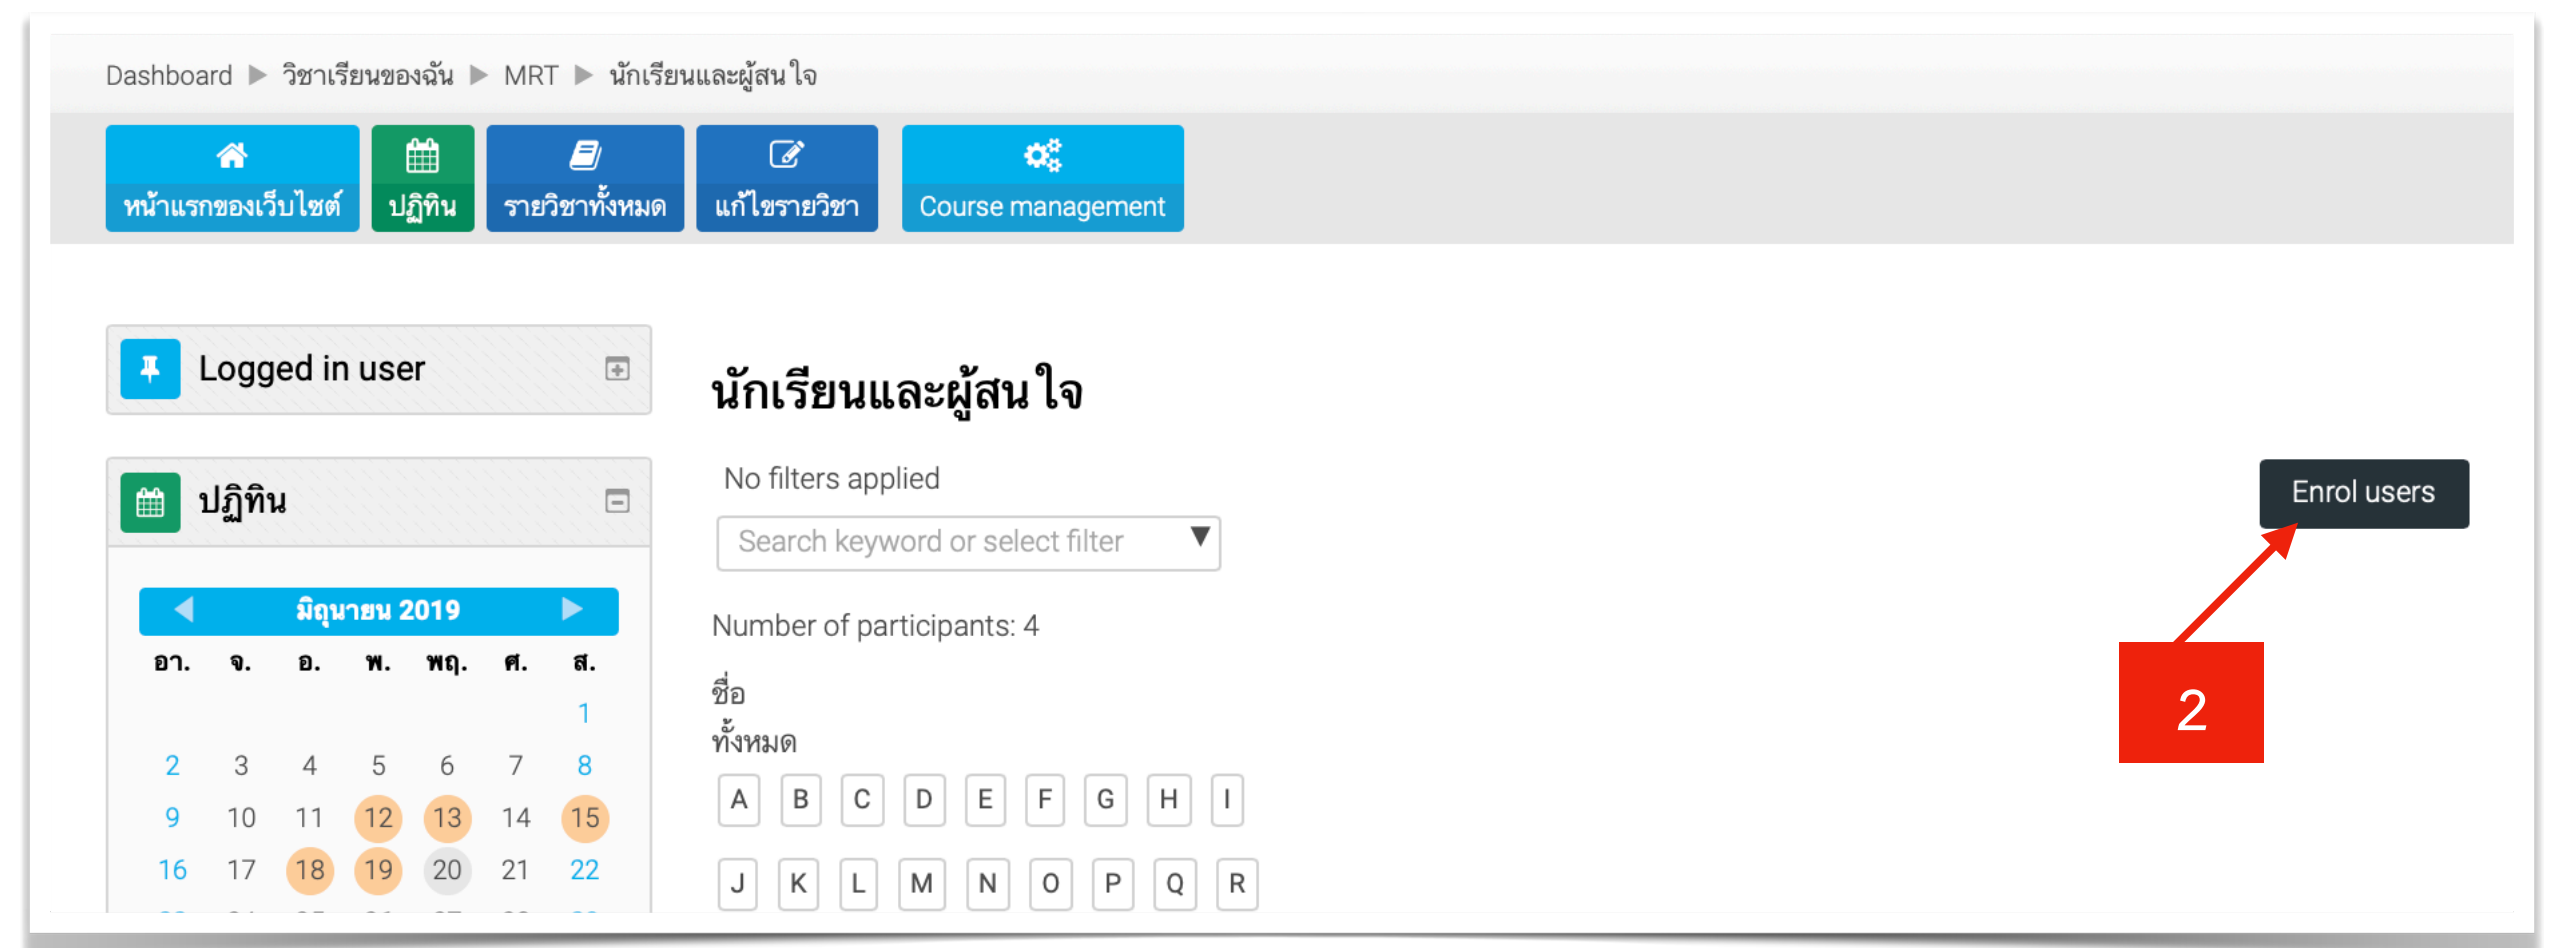 Dashboard ▶ วิชาเรียนของฉัน ▶ MRT ▶ นักเรียนและผู้สนใจ
หน้าแรกของเว็บไซต์ ปฏิทิน รายวิชาทั้งหมด แก้ไขรายวิชา Course management
Logged in user
ปฏิทิน
มิถุนายน 2019
อา. จ. อ. พ. พฤ. ศ. ส.
1
2 3 4 5 6 7 8
9 10 11 12 13 14 15
16 17 18 19 20 21 22
นักเรียนและผู้สนใจ
No filters applied
Search keyword or select filter ▼
Number of participants: 4
ชื่อ
ทั้งหมด
A B C D E F G H I
J K L M N O P Q R
Enrol users
2